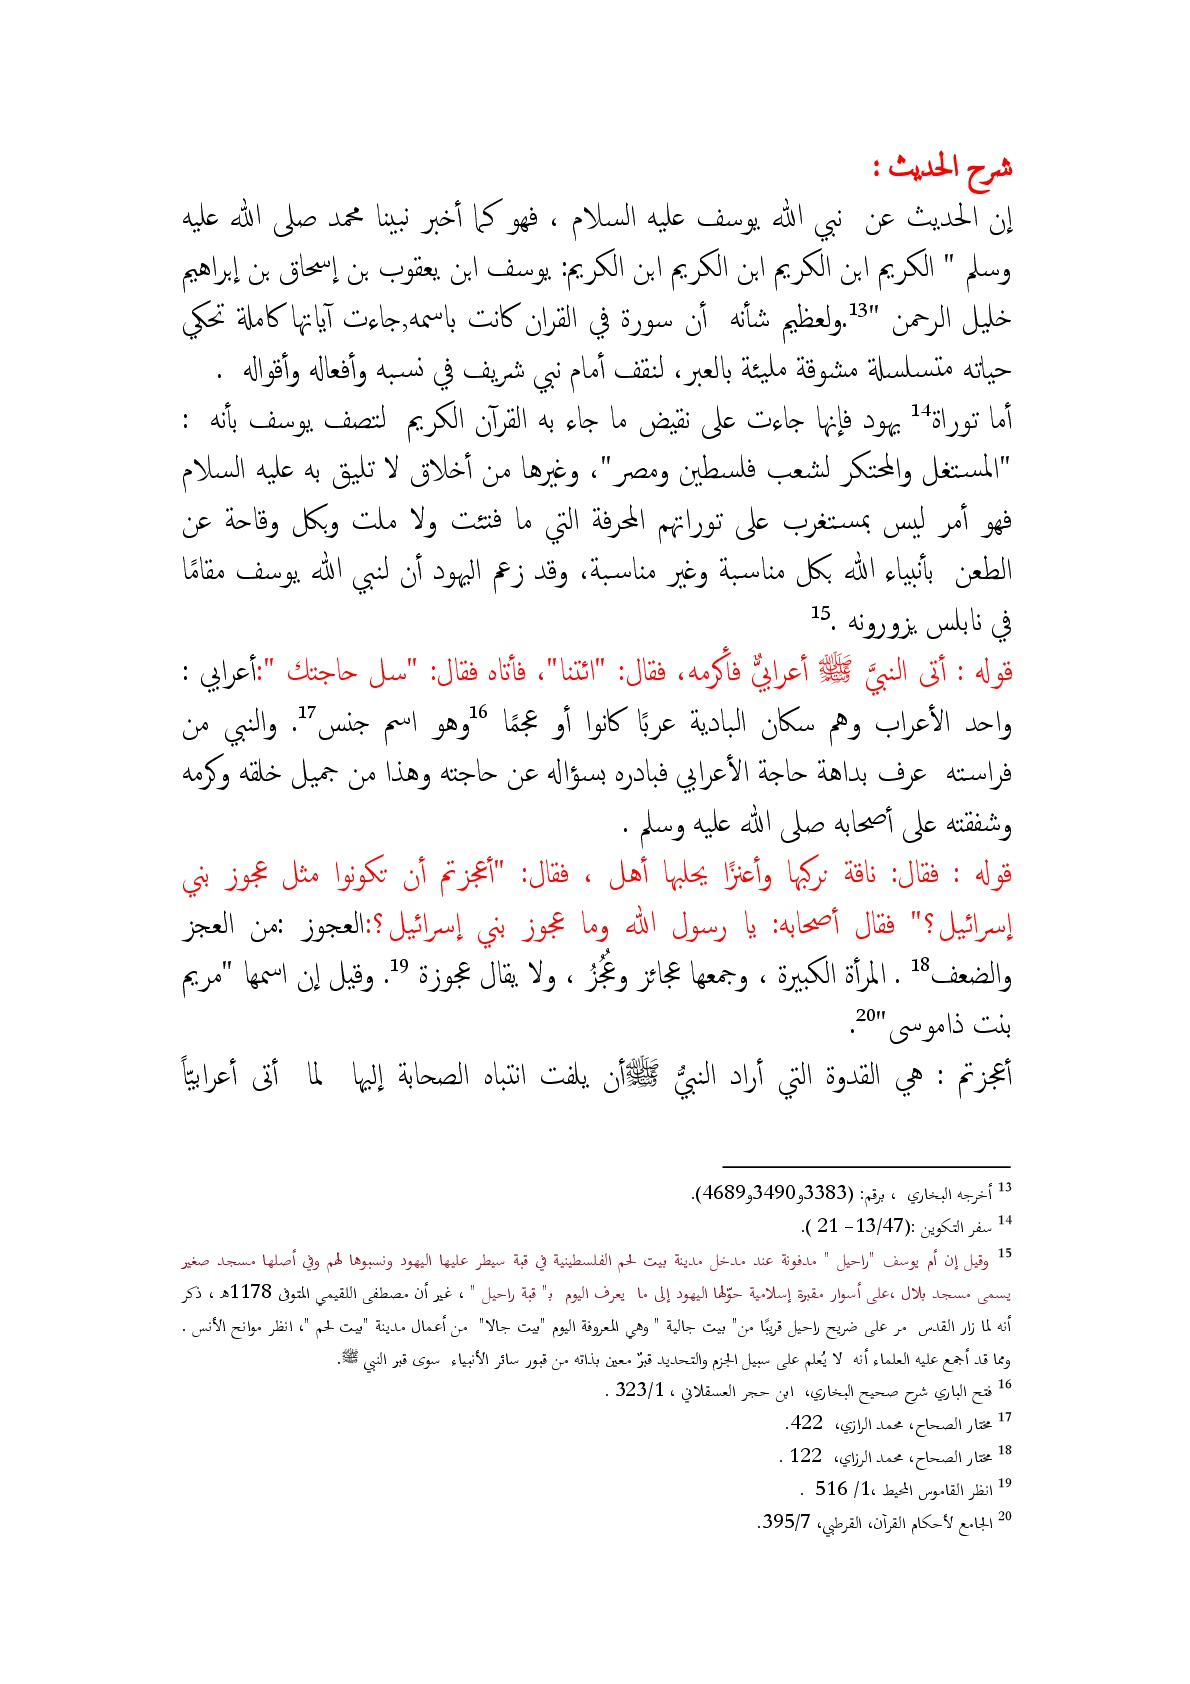 شرح الحديث :
إن الحديث عن نبي الله يوسف عليه السلام ، فهو كما أخبر نبينا محمد صلى الله عليه
وسلم " الكريم ابن الكريم ابن الكريم ابن الكريم: يوسف ابن يعقوب بن إسحاق بن إبراهيم
خليل الرحمن "13.ولعظيم شأنه أن سورة في القران كانت باسمه,جاءت آياتها كاملة تحكي
حياته متسلسلة مشوقة مليئة بالعبر، لنقف أمام نبي شريف في نسبه وأفعاله وأقواله .
أما توراة14 يهود فإنها جاءت على نقيض ما جاء به القرآن الكريم لتصف يوسف بأنه :
"المستغل والمحتكر لشعب فلسطين ومصر"، وغيرها من أخلاق لا تليق به عليه السلام
فهو أمر ليس بمستغرب على توراتهم المحرفة التي ما فتئت ولا ملت وبكل وقاحة عن
الطعن بأنبياء الله بكل مناسبة وغير مناسبة، وقد زعم اليهود أن لنبي الله يوسف مقامًا
في نابلس يزورونه .15
قوله : أتى النبيَّ ﷺ أعرابيٌّ فأكْرمه، فقال: "ائتنا"، فأتاه فقال: "سل حاجتك ":أعرابي :
واحد الأعراب وهم سكان البادية عربًا كانوا أو عجمًا 16وهو اسم جنس17. والنبي من
فراسته عرف بداهة حاجة الأعرابي فبادره بسؤاله عن حاجته وهذا من جميل خلقه وكرمه
وشفقته على أصحابه صلى الله عليه وسلم .
قوله : فقال: ناقة نركبها وأعنزًا يحلبها أهل ، فقال: "أعجزتم أن تكونوا مثل عجوز بني
إسرائيل؟" فقال أصحابه: يا رسول الله وما عجوز بني إسرائيل؟:العجوز :من العجز
والضعف18 . المرأة الكبيرة ، وجمعها عجائز وعُجُزُ ، ولا يقال عجوزة 19. وقيل إن اسمها "مريم
بنت ذاموسى"20.
أعجزتم : هي القدوة التي أراد النبيُّ ﷺأن يلفت انتباه الصحابة إليها لما أتى أعرابيّاً
13 أخرجه البخاري ، برقم: (3383و3490و4689).
14 سفر التكوين :(13/47– 21 ).
15 وقيل إن أم يوسف "راحيل " مدفونة عند مدخل مدينة بيت لحم الفلسطينية في قبة سيطر عليها اليهود ونسبوها لهم وفي أصلها مسجد صغير
يسمى مسجد بلال ،على أسوار مقبرة إسلامية حوّلها اليهود إلى ما يعرف اليوم بـ" قبة راحيل " ، غير أن مصطفى اللقيمي المتوفى 1178هـ ، ذكر
أنه لما زار القدس مر على ضريح راحيل قريبًا من" بيت جالية " وهي المعروفة اليوم "بيت جالا" من أعمال مدينة "بيت لحم "، انظر موانح الأنس .
ومما قد أجمع عليه العلماء أنه لا يُعلم على سبيل الجزم والتحديد قبرٌ معين بذاته من قبور سائر الأنبياء سوى قبر النبي ﷺ.
16 فتح الباري شرح صحيح البخاري، ابن حجر العسقلاني ، 323/1 .
17 مختار الصحاح، محمد الرازي، 422.
18 مختار الصحاح، محمد الرزاي، 122 .
19 انظر القاموس المحيط ،1/ 516 .
20 الجامع لأحكام القرآن، القرطبي، 395/7.